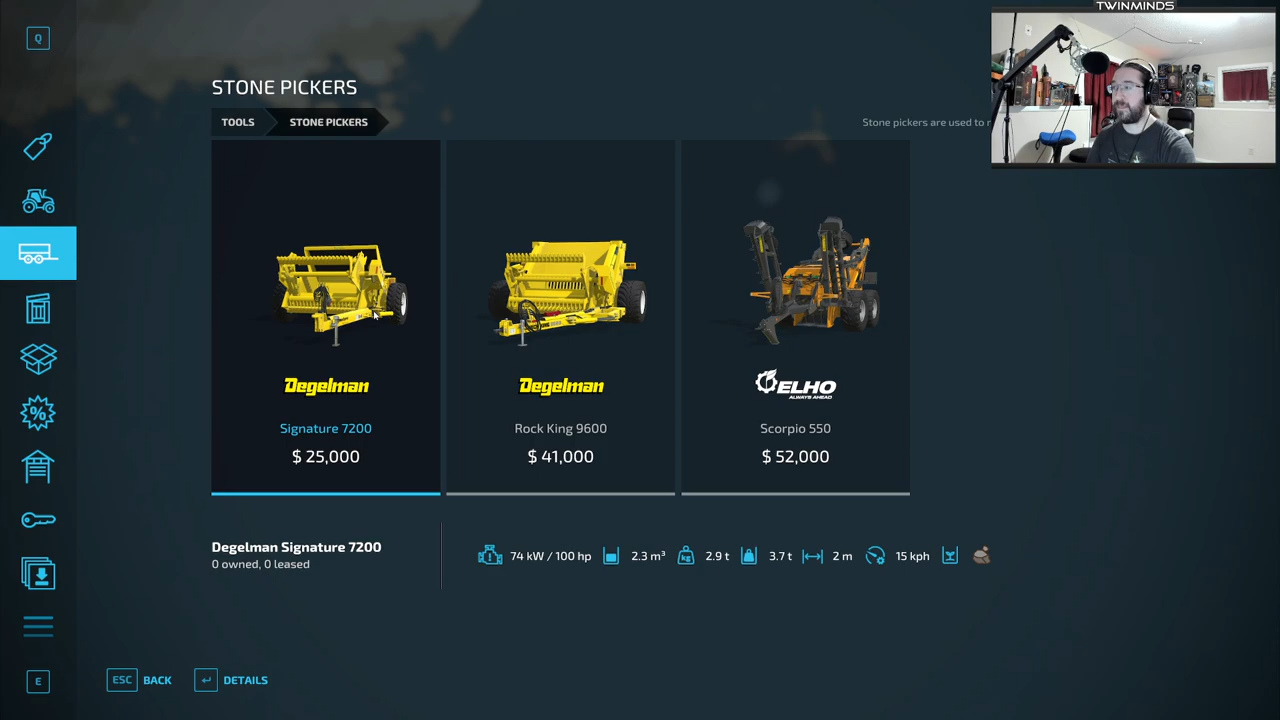 TWINMINDS
Q
STONE PICKERS
TOOLS
STONE PICKERS
Stone pickers are used to
Degelman
Signature 7200
$ 25,000
Degelman
Rock King 9600
$ 41,000
ELHO
ALWAYS AHEAD
Scorpio 550
$ 52,000
Degelman Signature 7200
0 owned, 0 leased
74 kW / 100 hp
2.3 m³
2.9 t
3.7 t
2 m
15 kph
E
ESC BACK
DETAILS